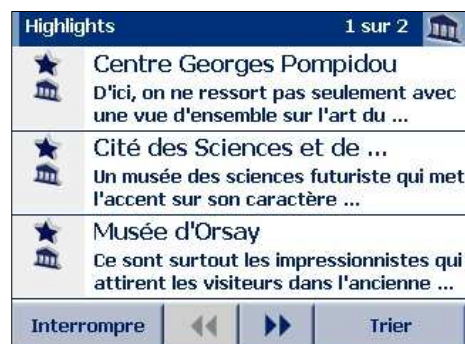 Highlights 1 sur 2
Centre Georges Pompidou
D'ici, on ne ressort pas seulement avec
une vue d'ensemble sur l'art du ...
Cité des Sciences et de ...
Un musée des sciences futuriste qui met
l'accent sur son caractère ...
Musée d'Orsay
Ce sont surtout les impressionnistes qui
attirent les visiteurs dans l'ancienne ...
Interrompre Trier